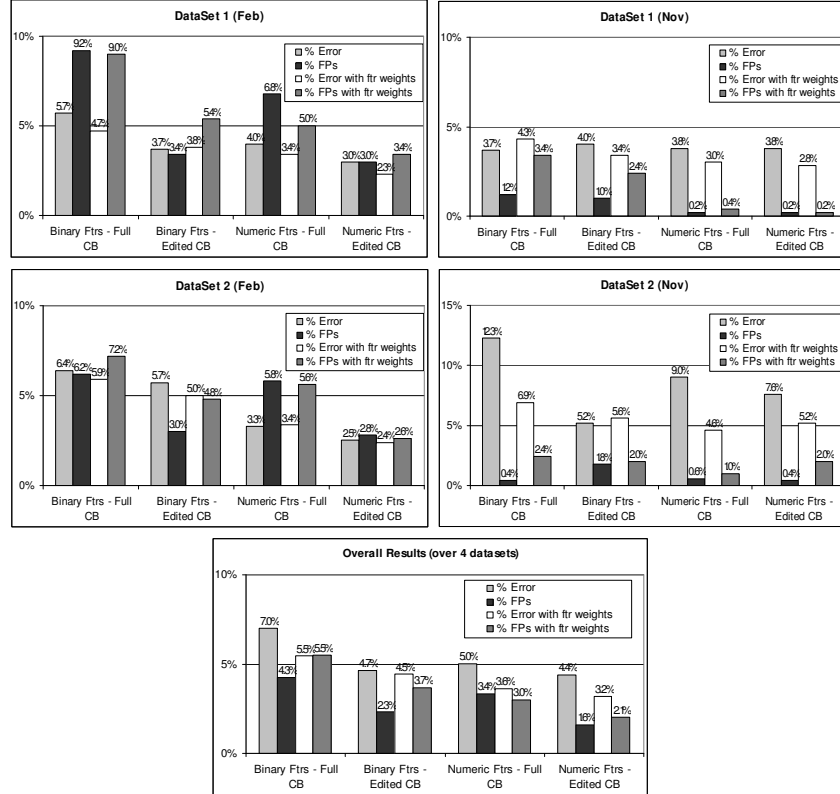 DataSet 1 (Feb)
10%
5%
0%
% Error
% FPs
% Error with ftr weights
% FPs with ftr weights
5.7%
9.2%
4.7%
9.0%
3.7%
3.4%
3.8%
5.4%
4.0%
6.8%
3.4%
5.0%
3.0%
3.0%
2.3%
3.4%
Binary Ftrs - Full
CB
Binary Ftrs -
Edited CB
Numeric Ftrs - Full
CB
Numeric Ftrs -
Edited CB
DataSet 1 (Nov)
10%
5%
0%
% Error
% FPs
% Error with ftr weights
% FPs with ftr weights
3.7%
1.2%
4.3%
3.4%
4.0%
1.0%
3.4%
2.4%
3.8%
0.2%
3.0%
0.4%
3.8%
0.2%
2.8%
0.2%
Binary Ftrs - Full
CB
Binary Ftrs -
Edited CB
Numeric Ftrs - Full
CB
Numeric Ftrs -
Edited CB
DataSet 2 (Feb)
10%
5%
0%
% Error
% FPs
% Error with ftr weights
% FPs with ftr weights
6.4%
6.2%
5.9%
7.2%
5.7%
3.0%
5.0%
4.8%
3.3%
5.8%
3.4%
5.6%
2.5%
2.8%
2.4%
2.6%
Binary Ftrs - Full
CB
Binary Ftrs -
Edited CB
Numeric Ftrs - Full
CB
Numeric Ftrs -
Edited CB
DataSet 2 (Nov)
15%
10%
5%
0%
% Error
% FPs
% Error with ftr weights
% FPs with ftr weights
12.3%
0.4%
6.9%
2.4%
5.2%
1.8%
5.6%
2.0%
9.0%
0.6%
4.6%
1.0%
7.6%
0.4%
5.2%
2.0%
Binary Ftrs - Full
CB
Binary Ftrs -
Edited CB
Numeric Ftrs - Full
CB
Numeric Ftrs -
Edited CB
Overall Results (over 4 datasets)
10%
5%
0%
% Error
% FPs
% Error with ftr weights
% FPs with ftr weights
7.0%
4.3%
5.5%
5.5%
4.7%
2.3%
4.5%
3.7%
5.0%
3.4%
3.6%
3.0%
4.4%
1.6%
3.2%
2.1%
Binary Ftrs - Full
CB
Binary Ftrs -
Edited CB
Numeric Ftrs - Full
CB
Numeric Ftrs -
Edited CB